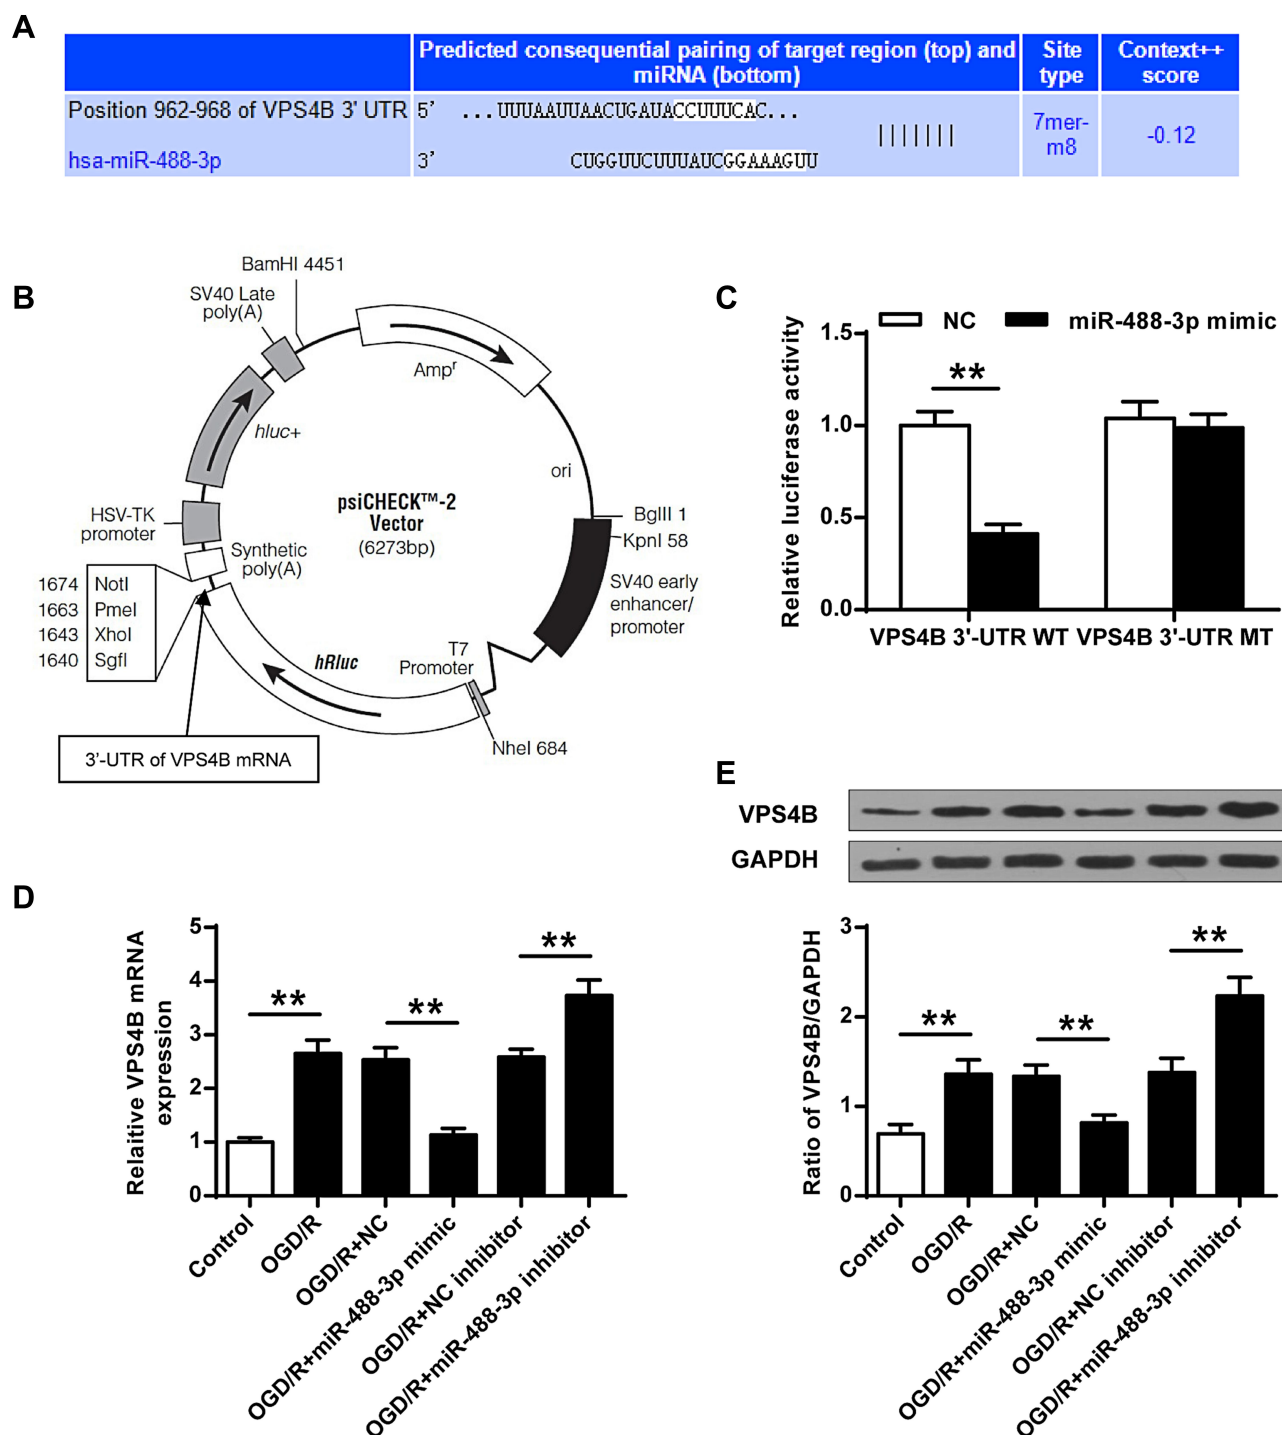 A
Predicted consequential pairing of target region (top) and
miRNA (bottom)
Site
type
Context++
score
Position 962-968 of VPS4B 3' UTR
5'
...UUUAAUUAACUGAUACCUUUCAC...
hsa-miR-488-3p
3'
CUGGUUCUUUAUCGGAAAGUU
7mer-
m8
-0.12
B
BamHI 4451
SV40 Late
poly(A)
Ampr
hluc+
ori
psiCHECK™-2
Vector
(6273bp)
HSV-TK
promoter
Synthetic
poly(A)
BglII 1
KpnI 58
SV40 early
enhancer/
promoter
1674 NotI
1663 PmeI
1643 XhoI
1640 SgfI
T7
Promoter
hRluc
NheI 684
3'-UTR of VPS4B mRNA
C
NC
miR-488-3p mimic
Relative luciferase activity
1.5
1.0
0.5
0.0
**
VPS4B 3'-UTR WT
VPS4B 3'-UTR MT
D
Relaitive VPS4B mRNA
expression
5
4
3
2
1
0
**
**
**
Control
OGD/R
OGD/R+NC
OGD/R+miR-488-3p mimic
OGD/R+NC inhibitor
OGD/R+miR-488-3p inhibitor
E
VPS4B
GAPDH
Ratio of VPS4B/GAPDH
3
2
1
0
**
**
**
Control
OGD/R
OGD/R+NC
OGD/R+miR-488-3p mimic
OGD/R+NC inhibitor
OGD/R+miR-488-3p inhibitor